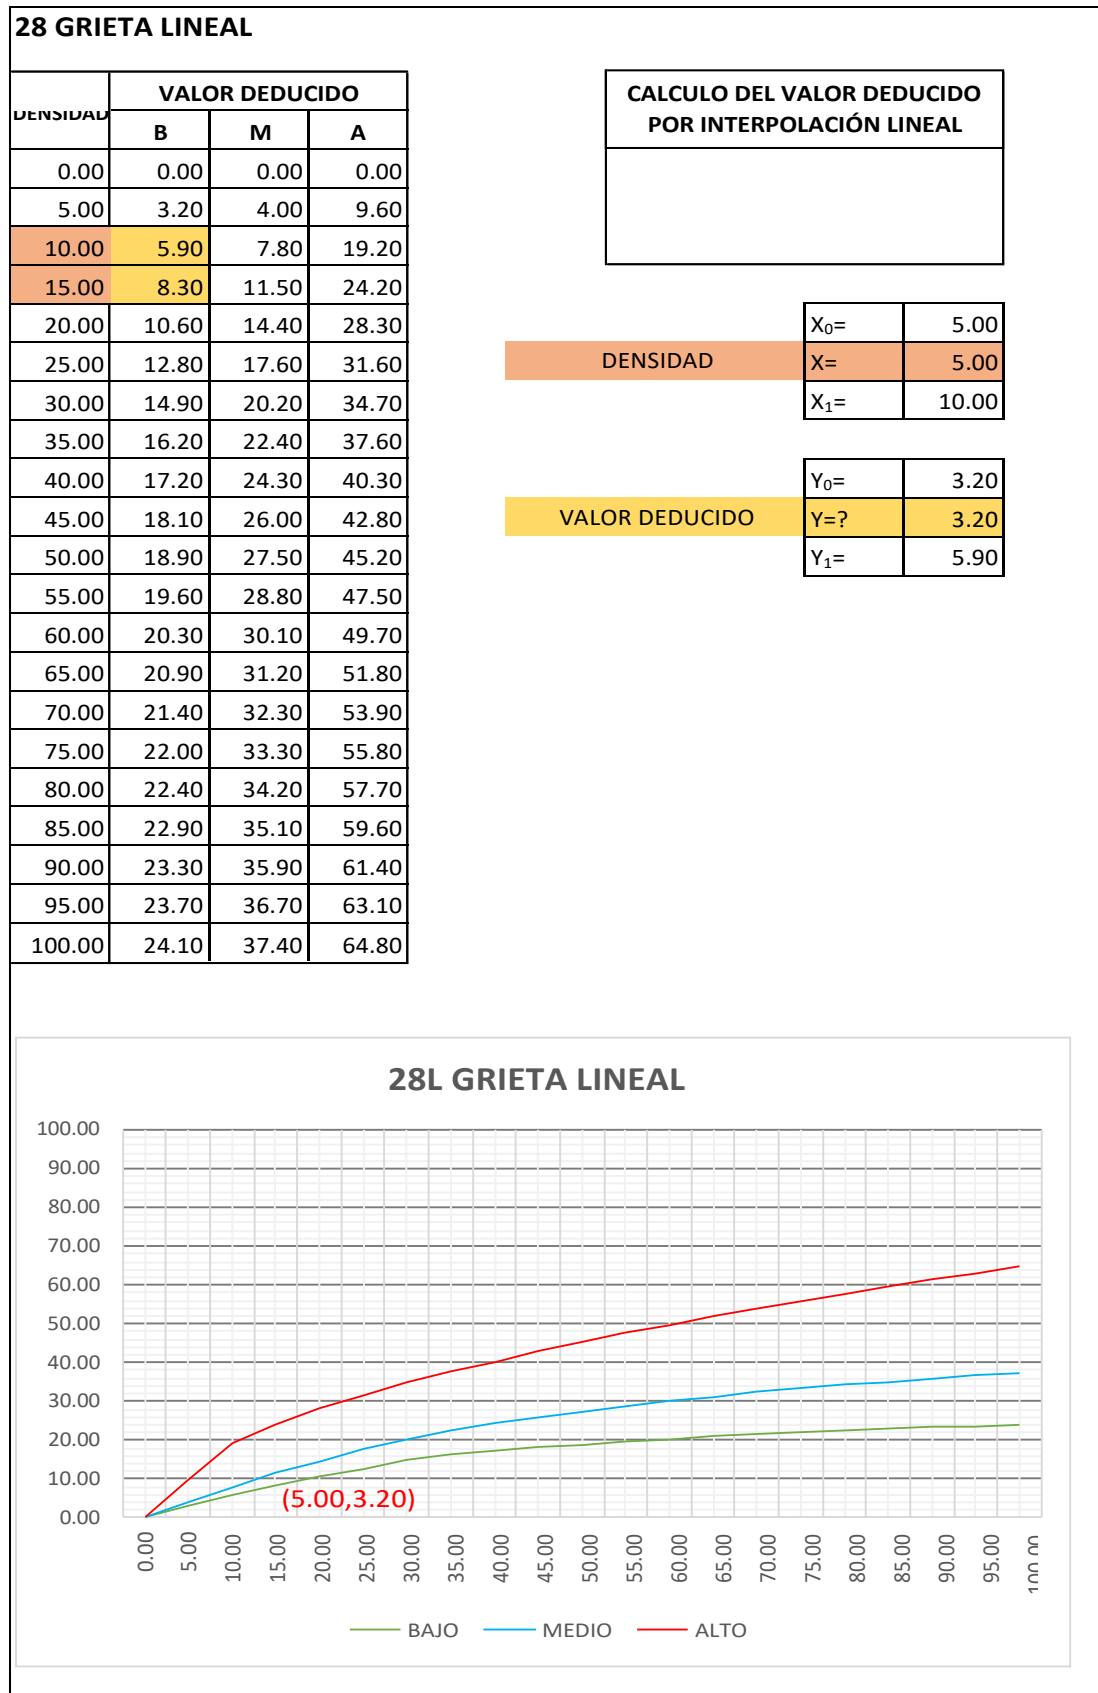 28 GRIETA LINEAL
DENSIDAD VALOR DEDUCIDO
B M A
0.00 0.00 0.00 0.00
5.00 3.20 4.00 9.60
10.00 5.90 7.80 19.20
15.00 8.30 11.50 24.20
20.00 10.60 14.40 28.30
25.00 12.80 17.60 31.60
30.00 14.90 20.20 34.70
35.00 16.20 22.40 37.60
40.00 17.20 24.30 40.30
45.00 18.10 26.00 42.80
50.00 18.90 27.50 45.20
55.00 19.60 28.80 47.50
60.00 20.30 30.10 49.70
65.00 20.90 31.20 51.80
70.00 21.40 32.30 53.90
75.00 22.00 33.30 55.80
80.00 22.40 34.20 57.70
85.00 22.90 35.10 59.60
90.00 23.30 35.90 61.40
95.00 23.70 36.70 63.10
100.00 24.10 37.40 64.80
CALCULO DEL VALOR DEDUCIDO
POR INTERPOLACIÓN LINEAL
X₀= 5.00
DENSIDAD X= 5.00
X₁= 10.00
Y₀= 3.20
VALOR DEDUCIDO Y=? 3.20
Y₁= 5.90
28L GRIETA LINEAL
100.00
90.00
80.00
70.00
60.00
50.00
40.00
30.00
20.00
10.00
0.00
(5.00,3.20)
0.00 5.00 10.00 15.00 20.00 25.00 30.00 35.00 40.00 45.00 50.00 55.00 60.00 65.00 70.00 75.00 80.00 85.00 90.00 95.00 100.00
BAJO MEDIO ALTO